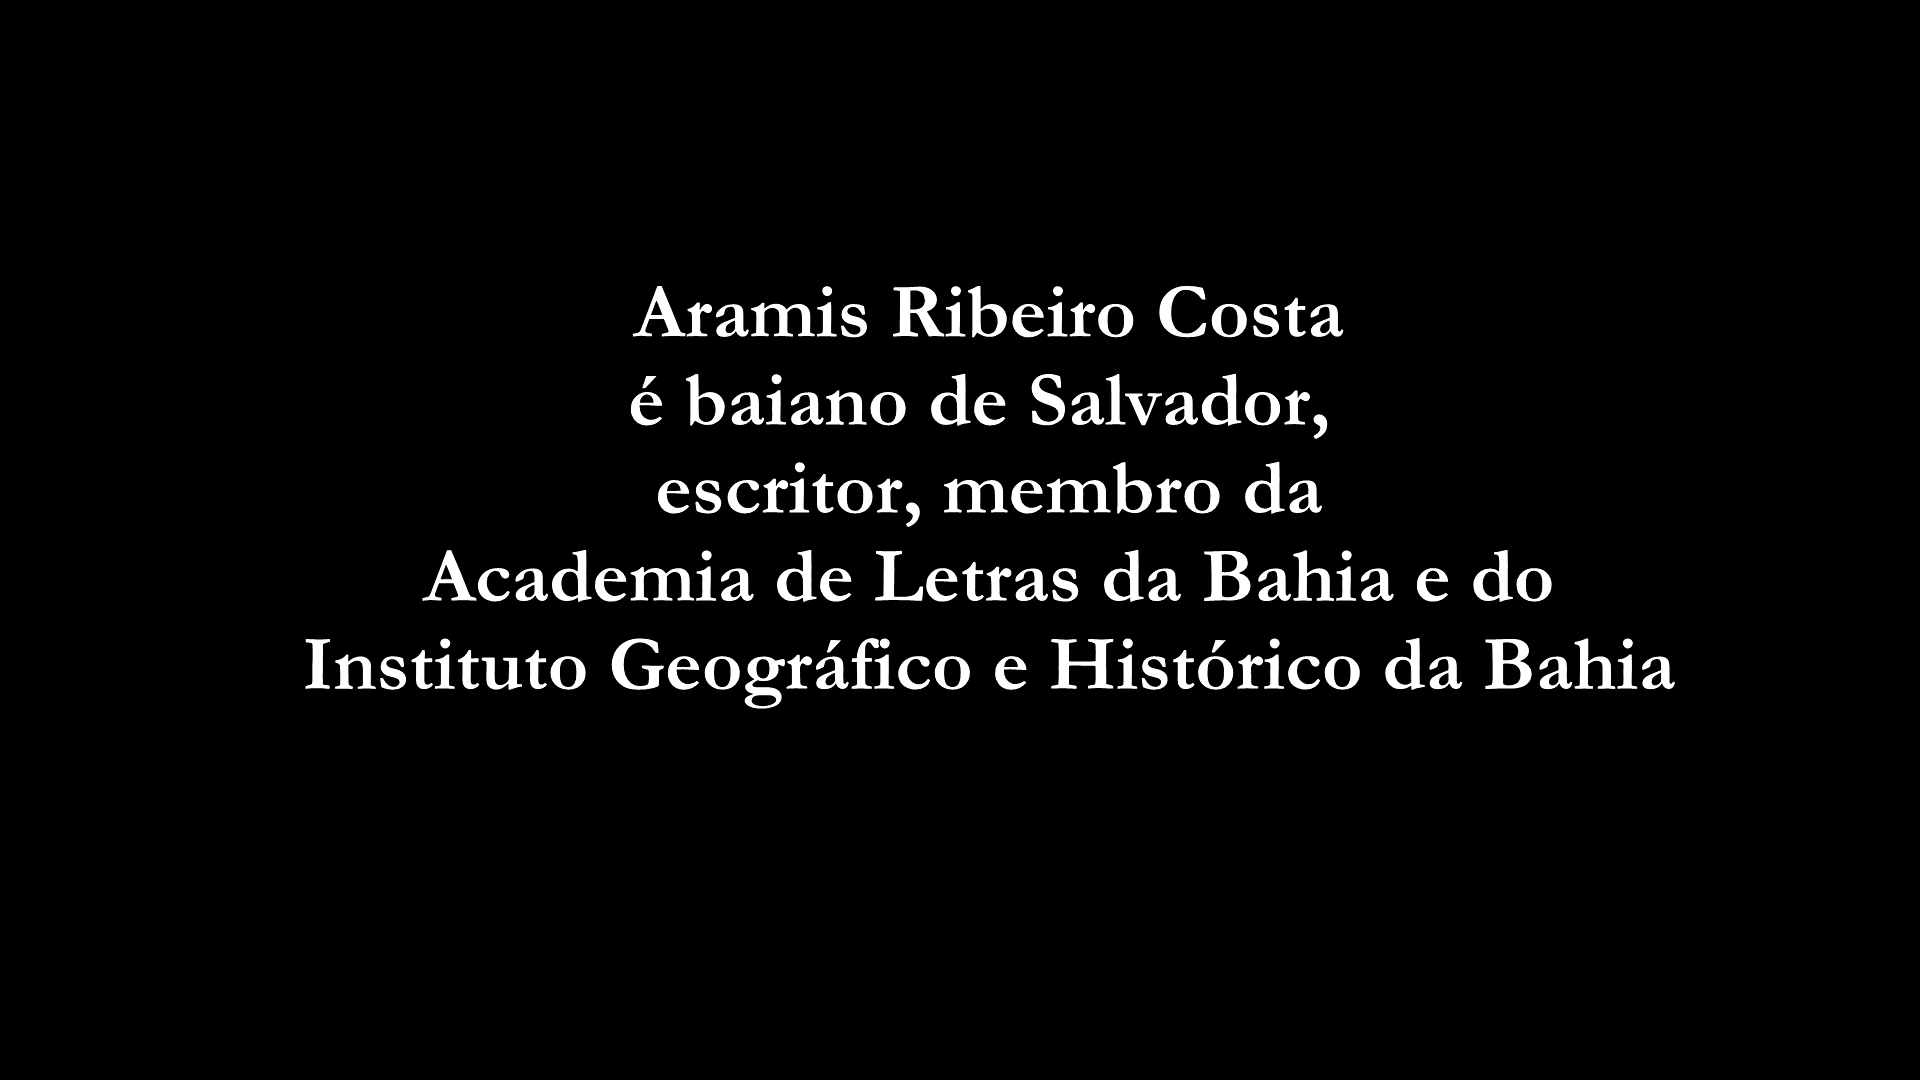 Aramis Ribeiro Costa
é baiano de Salvador,
escritor, membro da
Academia de Letras da Bahia e do
Instituto Geográfico e Histórico da Bahia